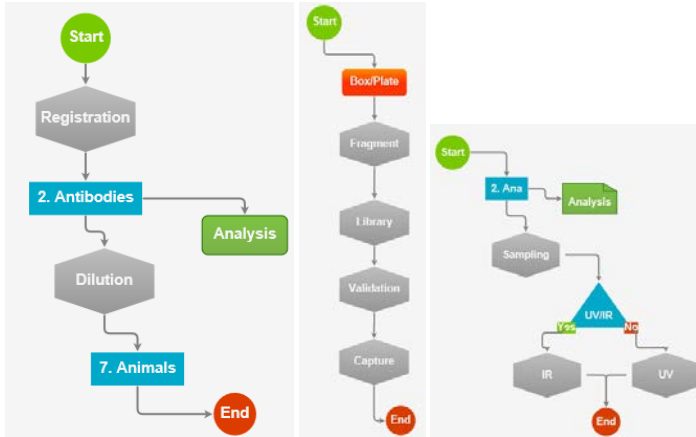 Start
Registration
2. Antibodies
Analysis
Dilution
7. Animals
End
Start
Box/Plate
Fragment
Library
Validation
Capture
End
Start
2. Ana
Analysis
Sampling
UV/IR
Yes
No
IR
UV
End